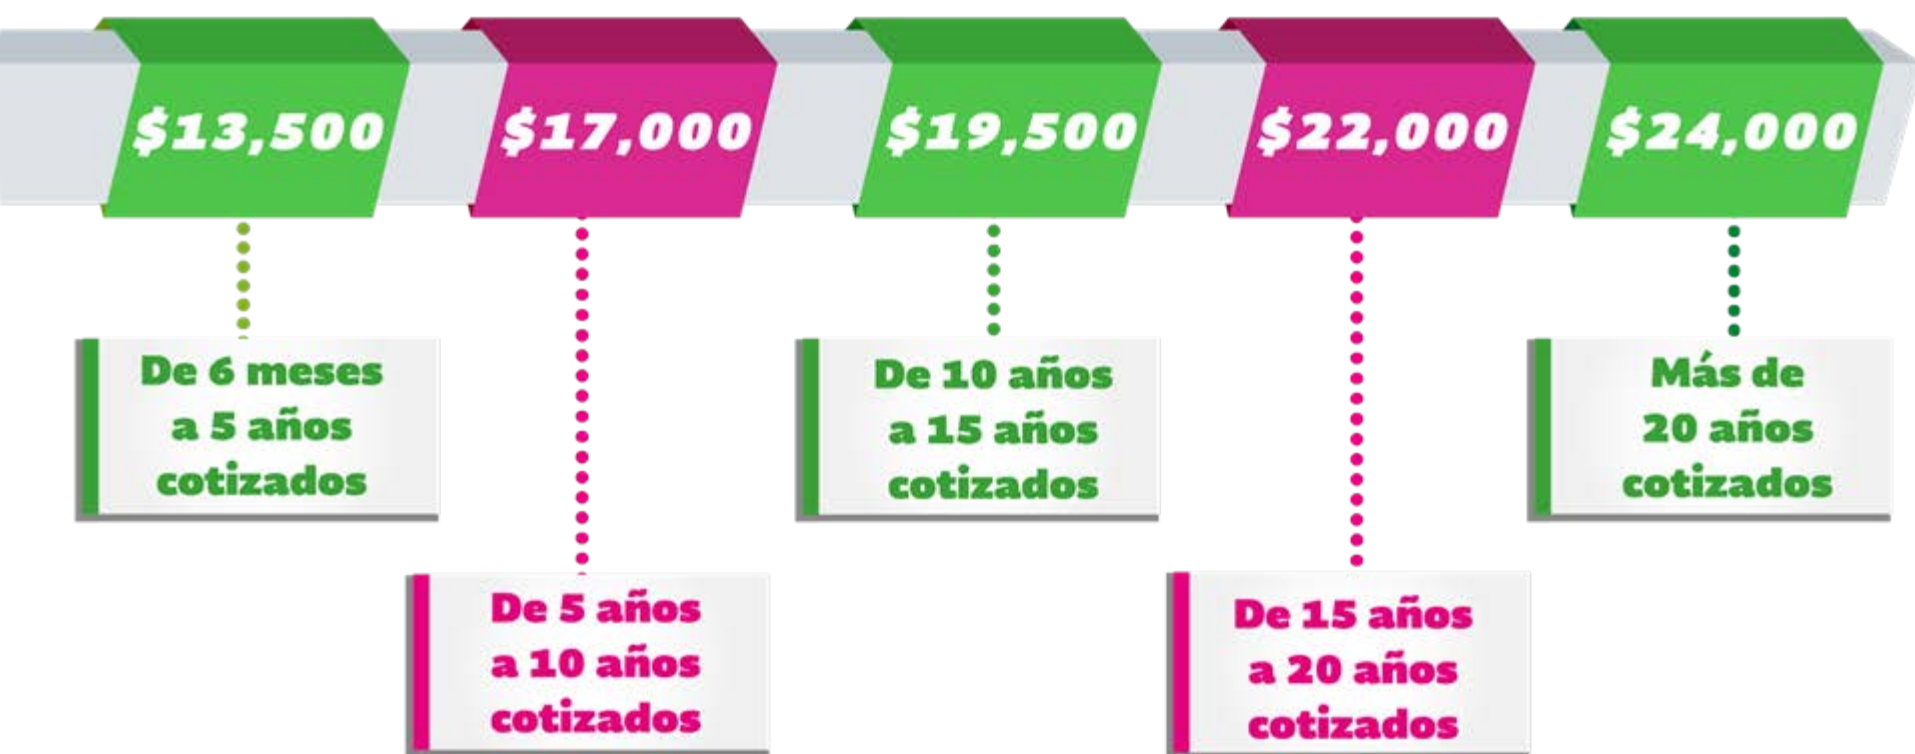 $13,500
$17,000
$19,500
$22,000
$24,000
De 6 meses
a 5 años
cotizados
De 5 años
a 10 años
cotizados
De 10 años
a 15 años
cotizados
De 15 años
a 20 años
cotizados
Más de
20 años
cotizados